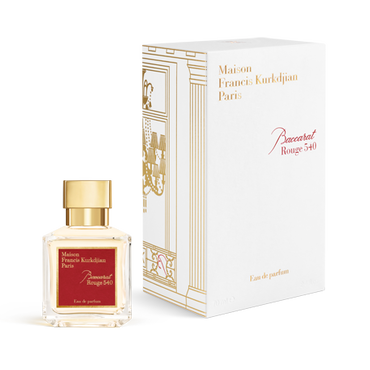 Maison
Francis Kurkdjian
Paris
Baccarat
Rouge 540
Eau de parfum
Maison
Francis Kurkdjian
Paris
Baccarat
Rouge 540
Eau de parfum